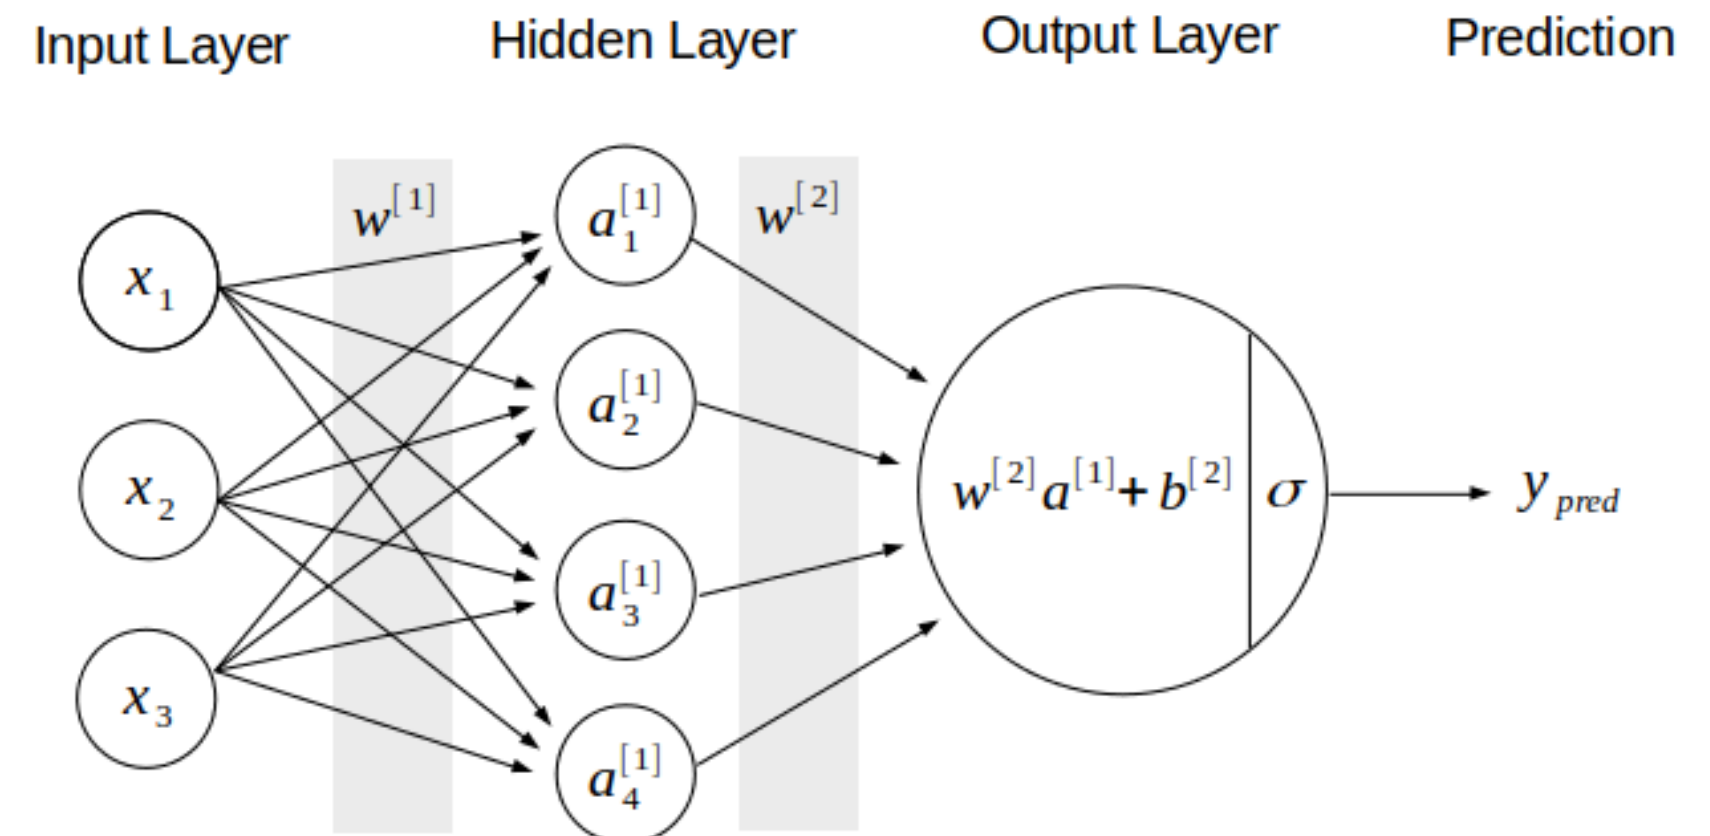 Input Layer Hidden Layer Output Layer Prediction
w[1] a1[1] w[2]
x1
a2[1]
x2 w[2]a[1]+b[2] σ ypred
a3[1]
x3
a4[1]